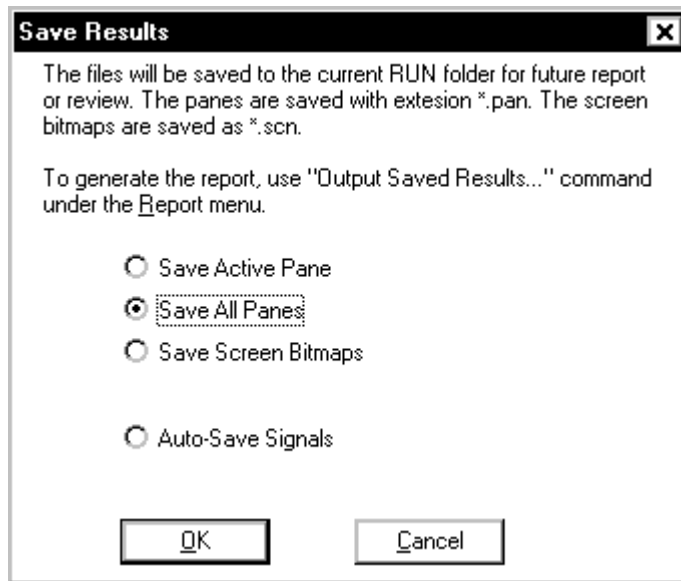 Save Results
The files will be saved to the current RUN folder for future report
or review. The panes are saved with extesion *.pan. The screen
bitmaps are saved as *.scn.
To generate the report, use "Output Saved Results..." command
under the Report menu.
Save Active Pane
Save All Panes
Save Screen Bitmaps
Auto-Save Signals
OK
Cancel